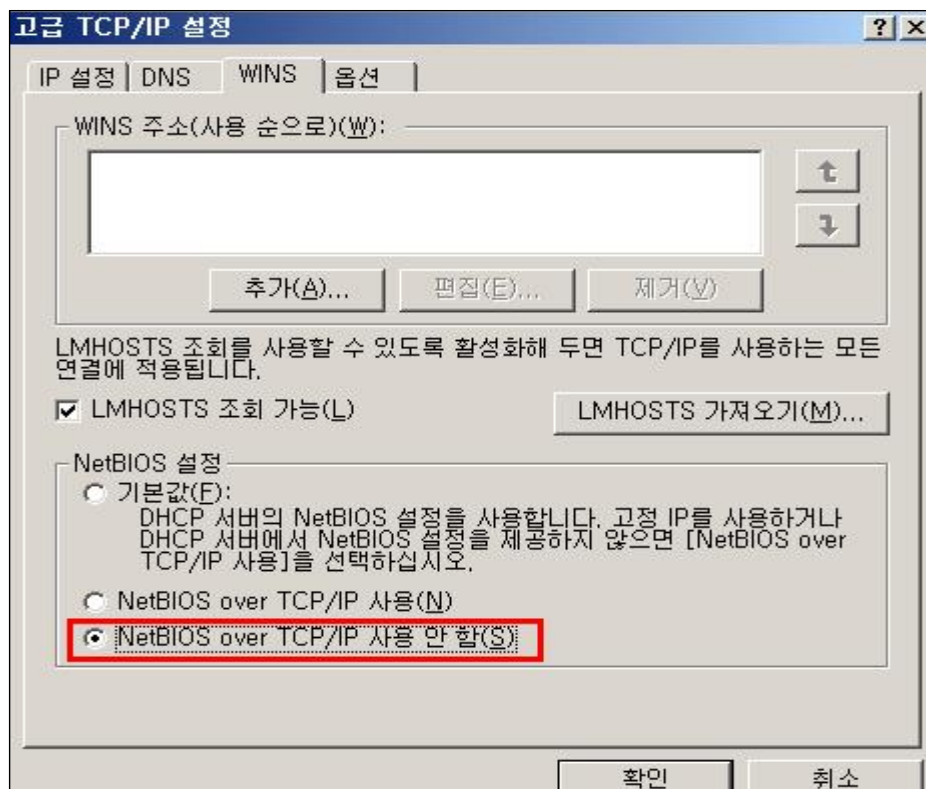 고급 TCP/IP 설정
IP 설정 DNS WINS 옵션
WINS 주소(사용 순으로)(W):
추가(A)... 편집(E)... 제거(V)
LMHOSTS 조회를 사용할 수 있도록 활성화해 두면 TCP/IP를 사용하는 모든
연결에 적용됩니다.
LMHOSTS 조회 가능(L) LMHOSTS 가져오기(M)...
NetBIOS 설정
기본값(F):
DHCP 서버의 NetBIOS 설정을 사용합니다. 고정 IP를 사용하거나
DHCP 서버에서 NetBIOS 설정을 제공하지 않으면 [NetBIOS over
TCP/IP 사용]을 선택하십시오.
NetBIOS over TCP/IP 사용(N)
NetBIOS over TCP/IP 사용 안 함(S)
확인 취소